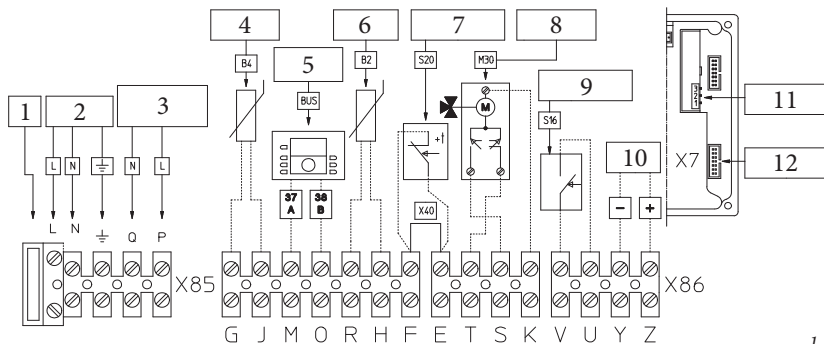 4 6 7 8
B4 B2 S20 M30
5
1 2 3 BUS 9 11
M
S16
+t
3 2 1
L N N L 10 X7 12
37 A 38 B
X40 - +
L N Q P
X85 X86
G J M O R H F E T S K V U Y Z
1